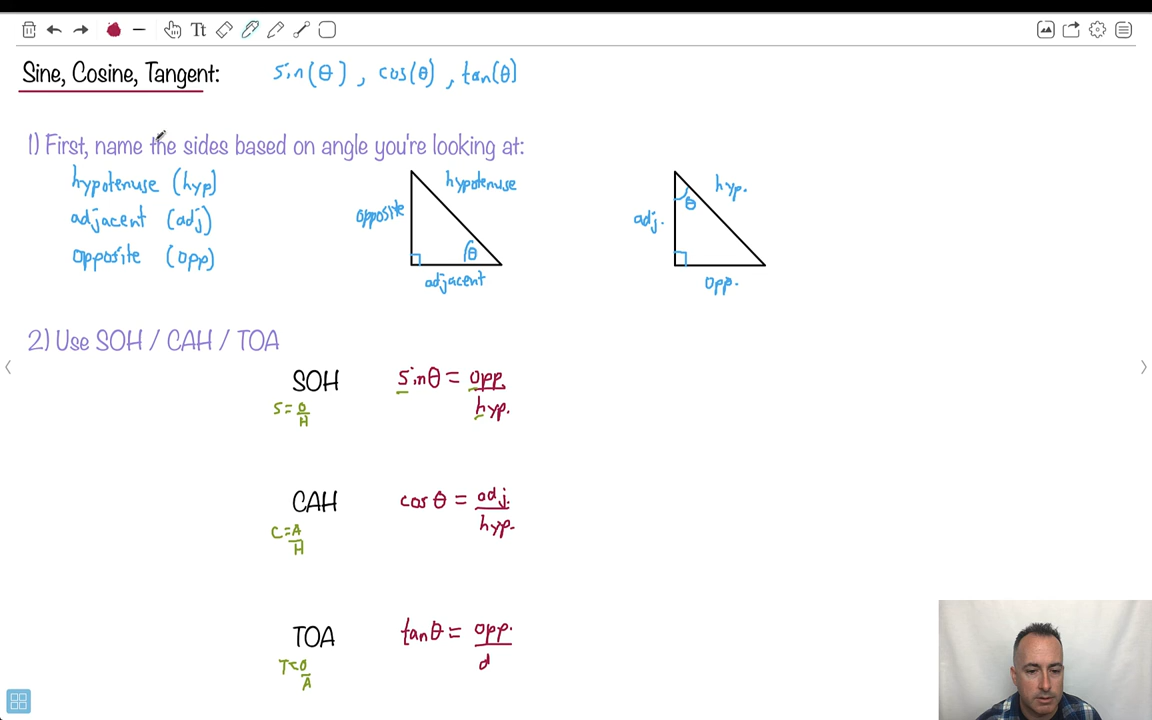 Tt
Sine, Cosine, Tangent: sin(θ), cos(θ), tan(θ)
1) First, name the sides based on angle you're looking at:
hypotenuse (hyp)
adjacent (adj)
opposite (opp)
hypotenuse
opposite
θ
adjacent
hyp.
θ
adj.
opp.
2) Use SOH / CAH / TOA
SOH sinθ = opp.
hyp.
S = O
H
CAH cos θ = adj.
hyp.
C = A
H
TOA tanθ = opp.
d
T = O
A